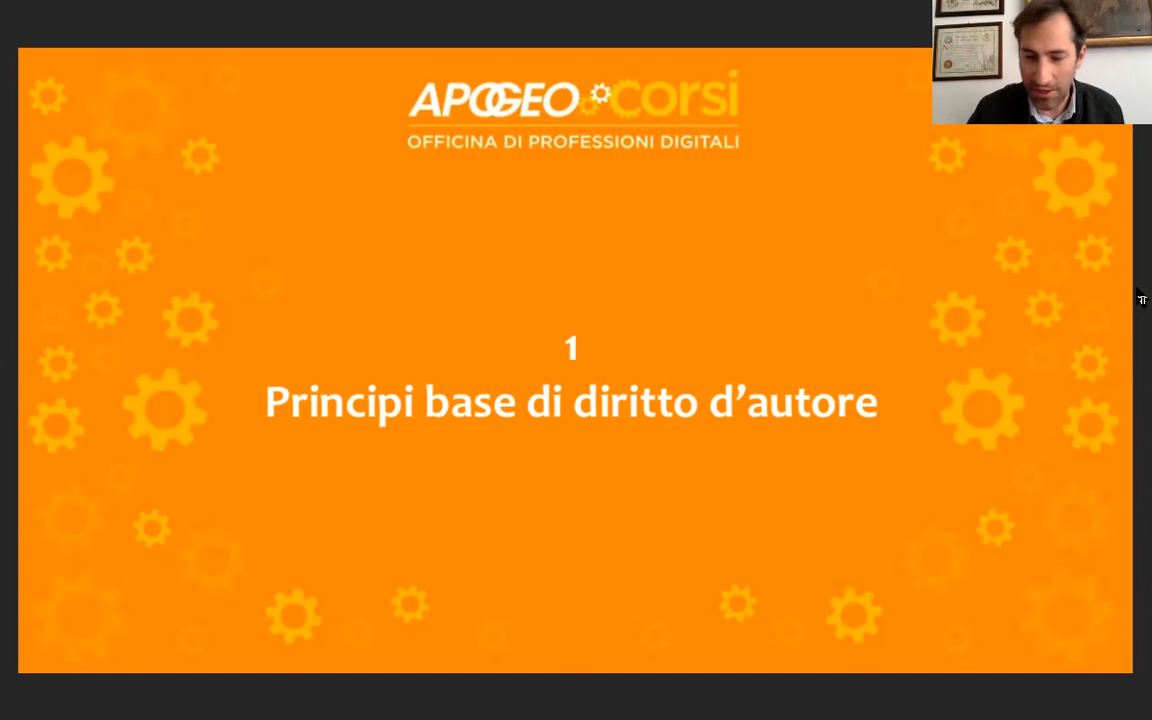 APOGEO corsi
OFFICINA DI PROFESSIONI DIGITALI
1
Principi base di diritto d’autore